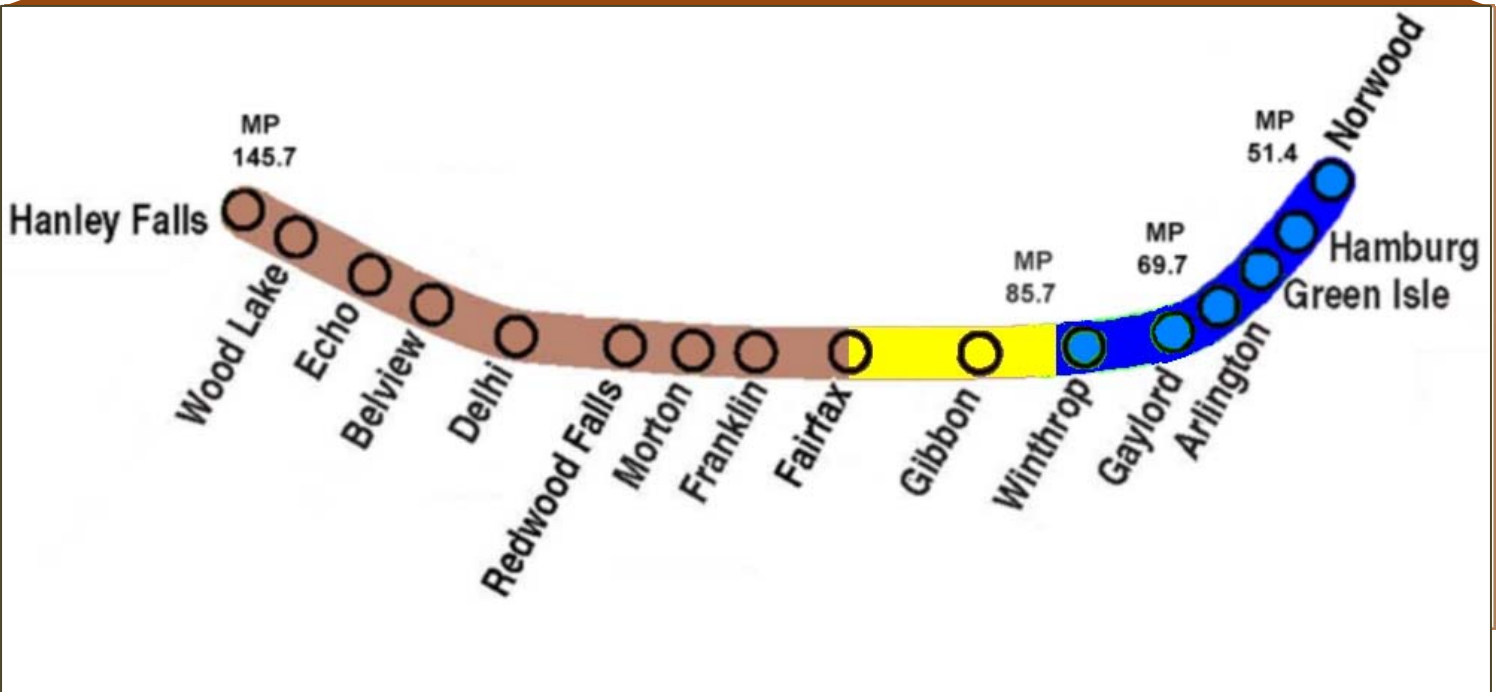 MP
145.7
Hanley Falls
Wood Lake
Echo
Belview
Delhi
Redwood Falls
Morton
Franklin
Fairfax
Gibbon
MP
85.7
Winthrop
MP
69.7
Gaylord
Arlington
Green Isle
Hamburg
MP
51.4
Norwood